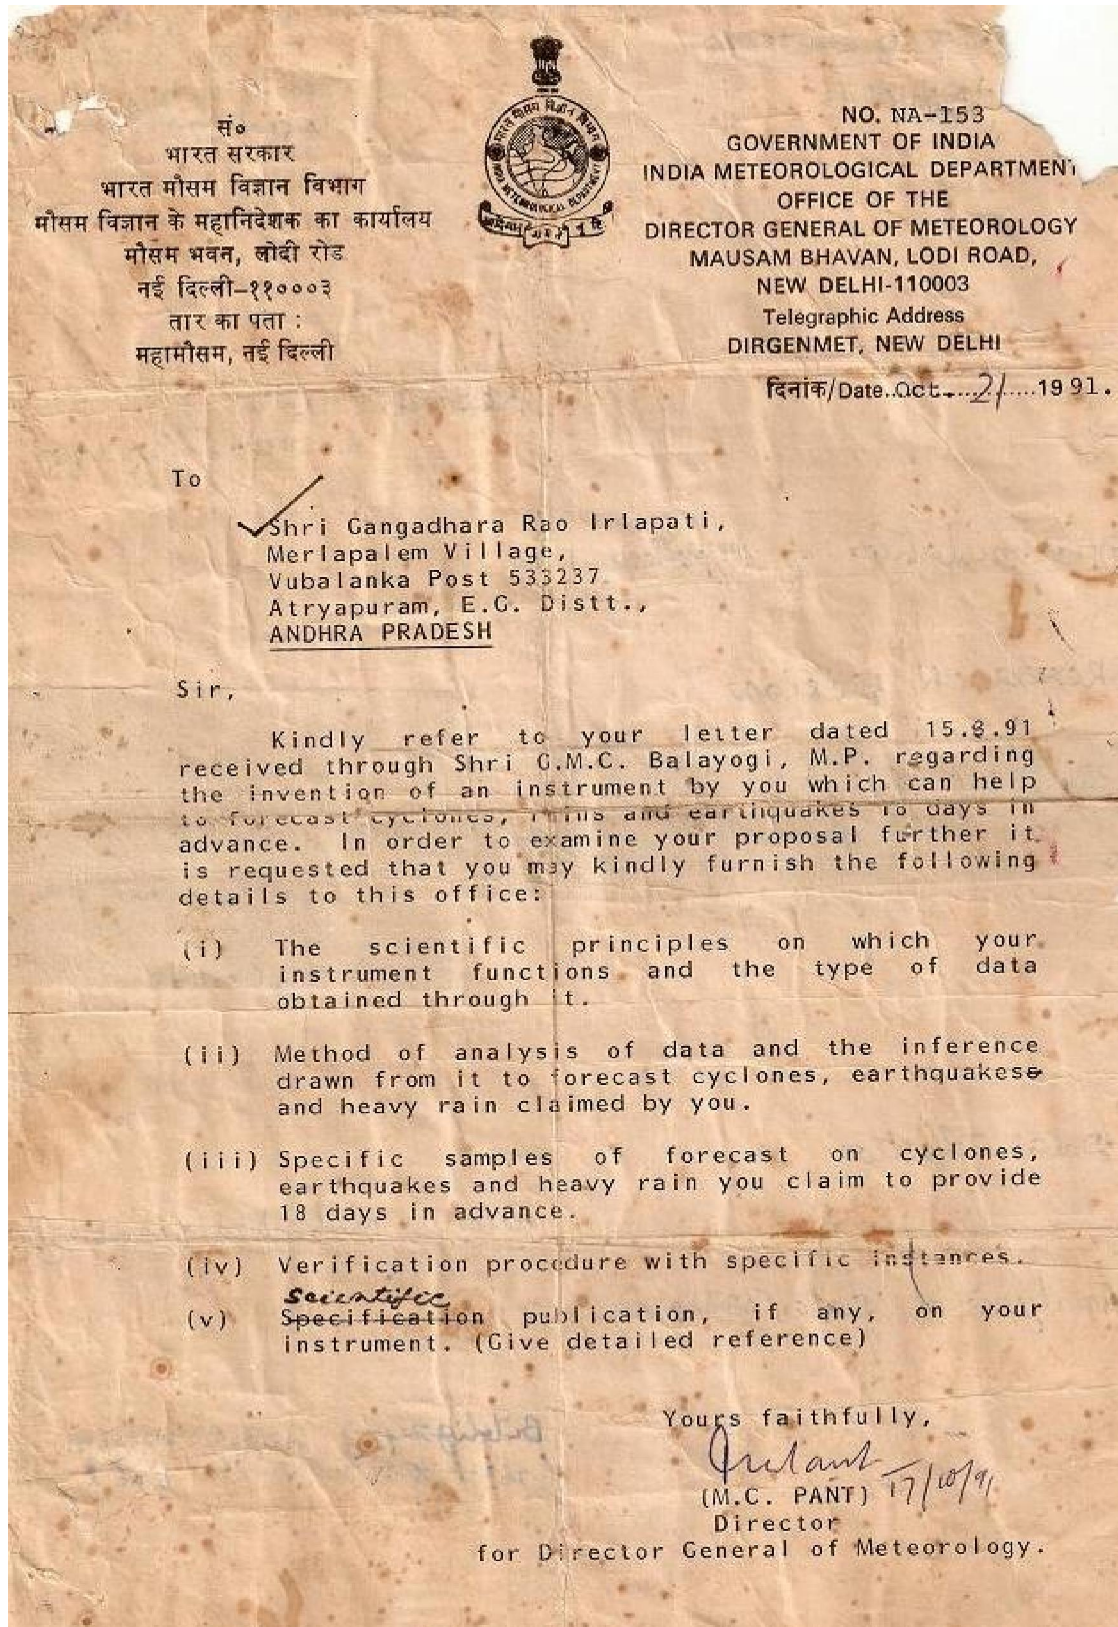 सं०
भारत सरकार
भारत मौसम विज्ञान विभाग
मौसम विज्ञान के महानिदेशक का कार्यालय
मौसम भवन, लोदी रोड
नई दिल्ली–११०००३
तार का पता :
महामौसम, नई दिल्ली
NO. NA-153
GOVERNMENT OF INDIA
INDIA METEOROLOGICAL DEPARTMENT
OFFICE OF THE
DIRECTOR GENERAL OF METEOROLOGY
MAUSAM BHAVAN, LODI ROAD,
NEW DELHI-110003
Telegraphic Address
DIRGENMET, NEW DELHI
दिनांक/Date..Oct.....21.....1991.
To
Shri Gangadhara Rao Irlapati,
Merlapalem Village,
Vubalanka Post 533237
Atryapuram, E.G. Distt.,
ANDHRA PRADESH
Sir,
Kindly refer to your letter dated 15.8.91
received through Shri G.M.C. Balayogi, M.P. regarding
the invention of an instrument by you which can help
to forecast cyclones, rains and earthquakes 18 days in
advance. In order to examine your proposal further it
is requested that you may kindly furnish the following
details to this office:
(i) The scientific principles on which your
instrument functions and the type of data
obtained through it.
(ii) Method of analysis of data and the inference
drawn from it to forecast cyclones, earthquakes
and heavy rain claimed by you.
(iii) Specific samples of forecast on cyclones,
earthquakes and heavy rain you claim to provide
18 days in advance.
(iv) Verification procedure with specific instances.
Scientific
(v) Specification publication, if any, on your
instrument. (Give detailed reference)
Yours faithfully,
(M.C. PANT) 17/10/91
Director
for Director General of Meteorology.